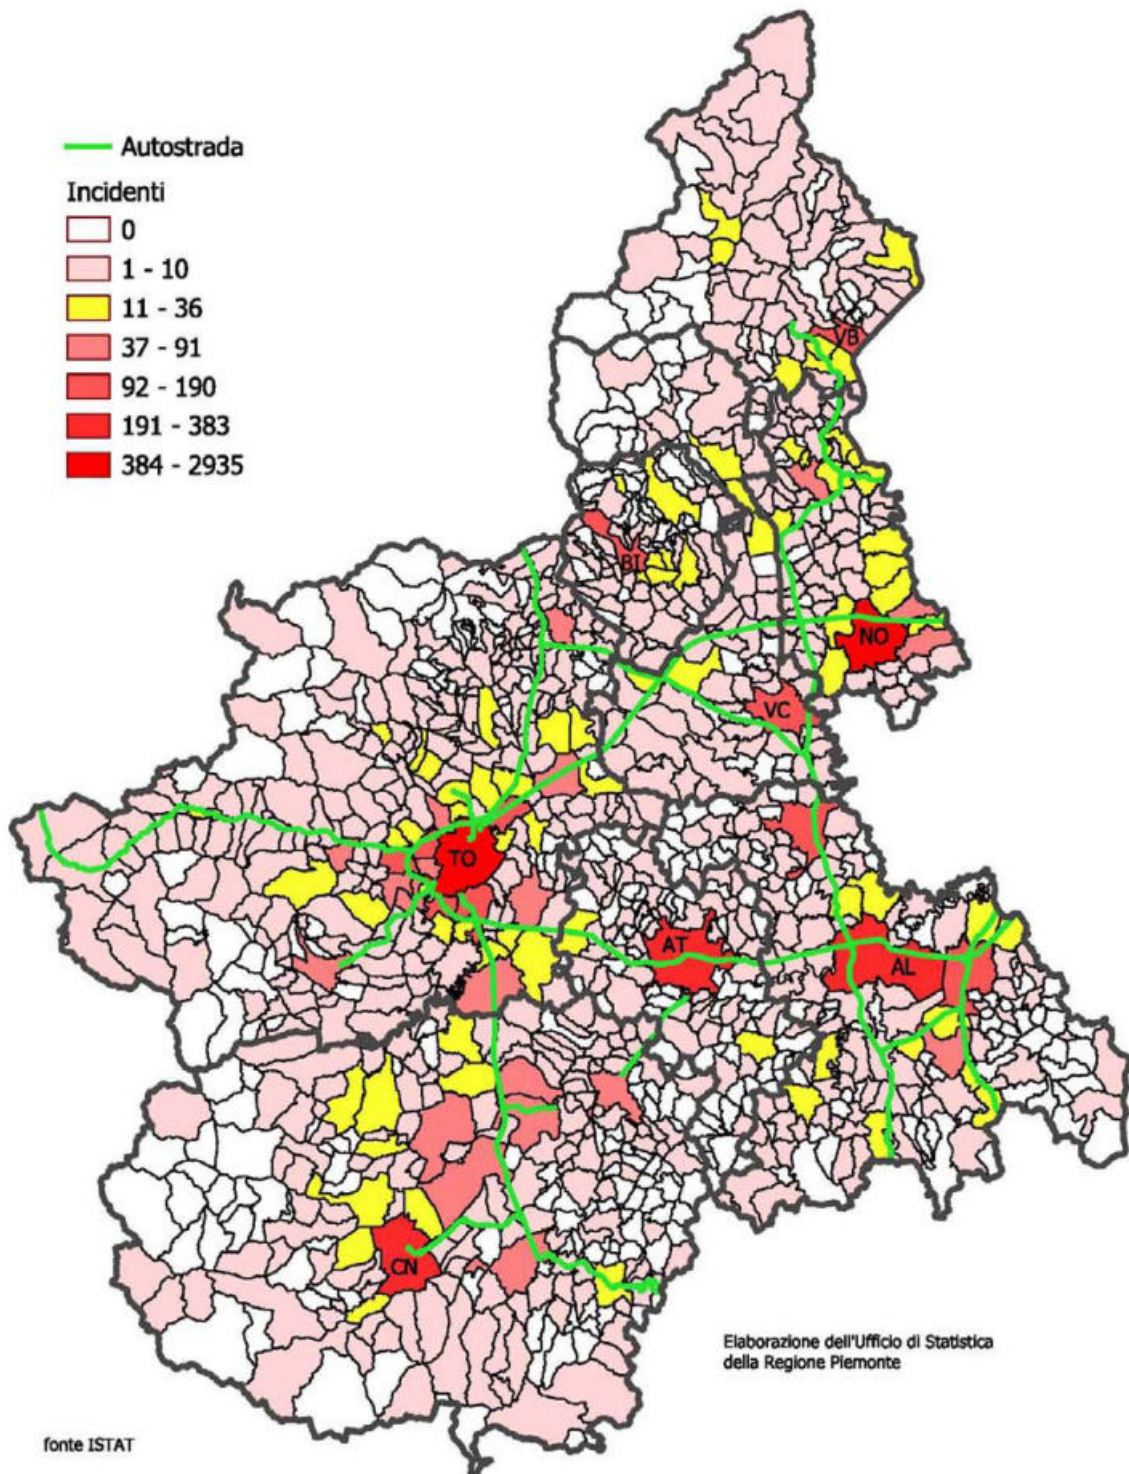 Autostrada
Incidenti
0
1 - 10
11 - 36
37 - 91
92 - 190
191 - 383
384 - 2935
VB
BI
NO
VC
TO
AT
AL
CN
Elaborazione dell'Ufficio di Statistica
della Regione Piemonte
fonte ISTAT